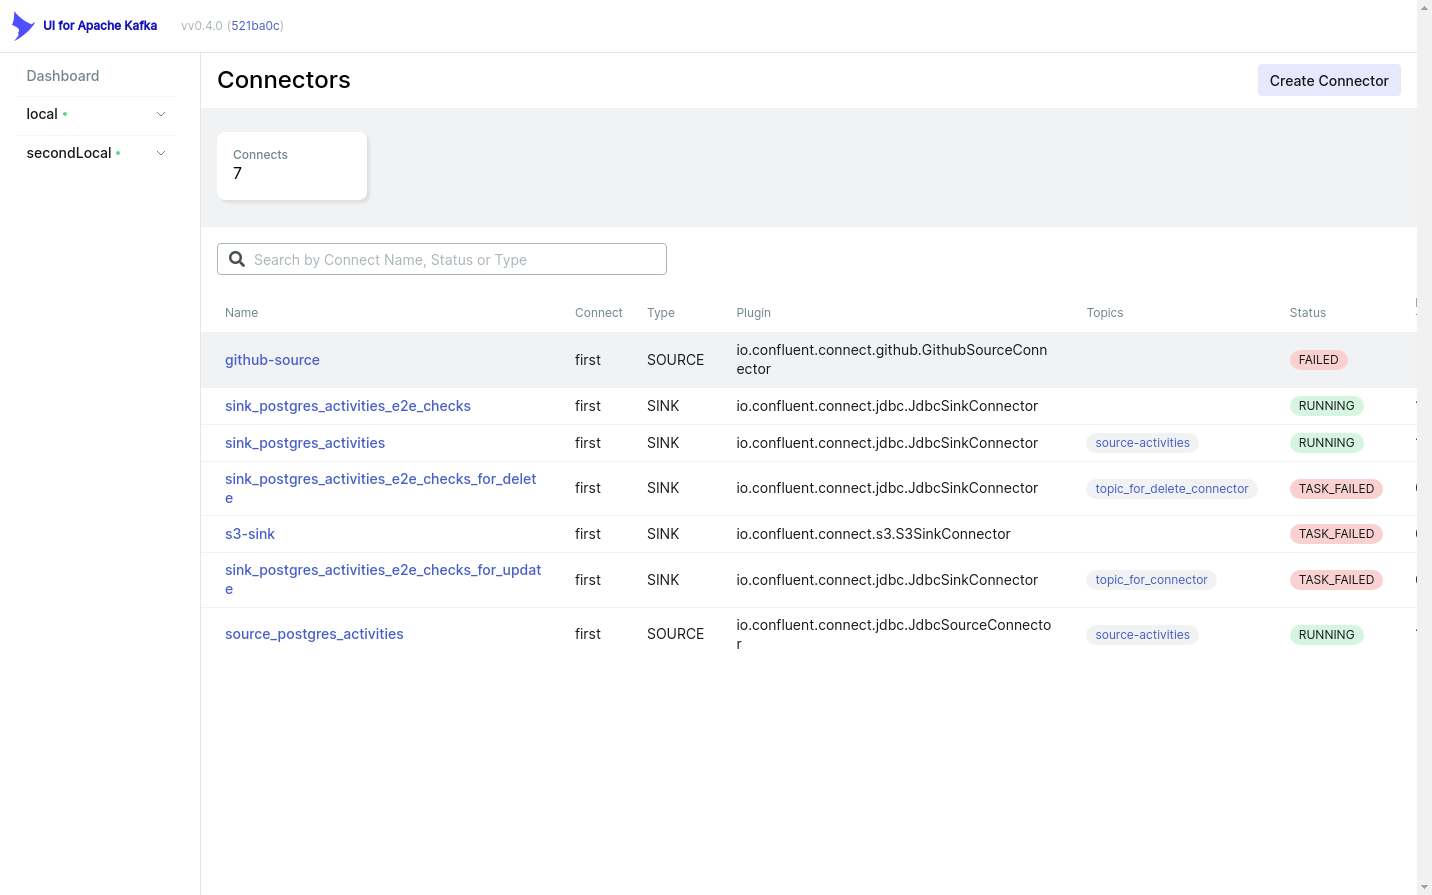 UI for Apache Kafka
vv0.4.0 (521ba0c)
Dashboard
local
secondLocal
Connectors
Create Connector
Connects
7
Search by Connect Name, Status or Type
Name Connect Type Plugin Topics Status
github-source first SOURCE io.confluent.connect.github.GithubSourceConn
ector FAILED
sink_postgres_activities_e2e_checks first SINK io.confluent.connect.jdbc.JdbcSinkConnector RUNNING
sink_postgres_activities first SINK io.confluent.connect.jdbc.JdbcSinkConnector source-activities RUNNING
sink_postgres_activities_e2e_checks_for_delet
e first SINK io.confluent.connect.jdbc.JdbcSinkConnector topic_for_delete_connector TASK_FAILED
s3-sink first SINK io.confluent.connect.s3.S3SinkConnector TASK_FAILED
sink_postgres_activities_e2e_checks_for_updat
e first SINK io.confluent.connect.jdbc.JdbcSinkConnector topic_for_connector TASK_FAILED
source_postgres_activities first SOURCE io.confluent.connect.jdbc.JdbcSourceConnecto
r source-activities RUNNING